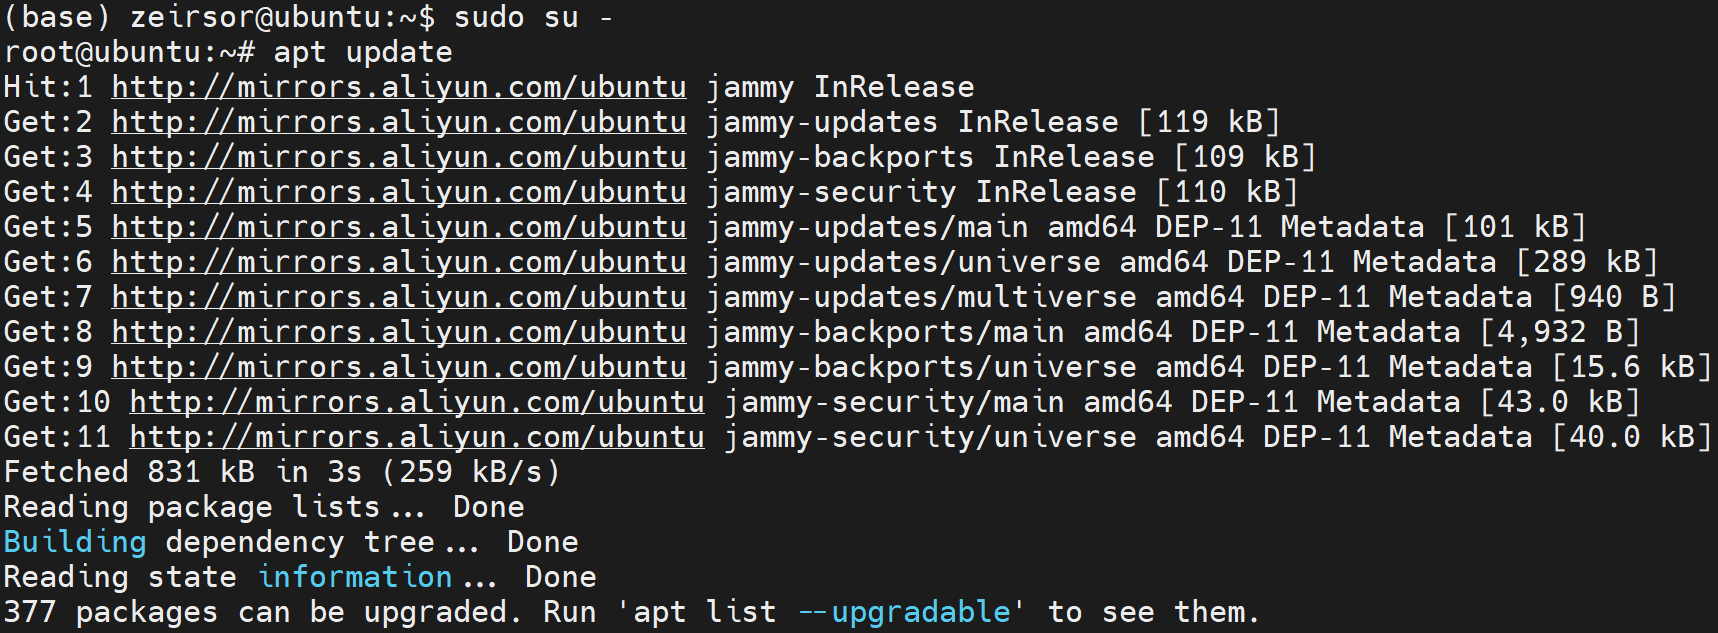 (base) zeirsor@ubuntu:~$ sudo su -
root@ubuntu:~# apt update
Hit:1 http://mirrors.aliyun.com/ubuntu jammy InRelease
Get:2 http://mirrors.aliyun.com/ubuntu jammy-updates InRelease [119 kB]
Get:3 http://mirrors.aliyun.com/ubuntu jammy-backports InRelease [109 kB]
Get:4 http://mirrors.aliyun.com/ubuntu jammy-security InRelease [110 kB]
Get:5 http://mirrors.aliyun.com/ubuntu jammy-updates/main amd64 DEP-11 Metadata [101 kB]
Get:6 http://mirrors.aliyun.com/ubuntu jammy-updates/universe amd64 DEP-11 Metadata [289 kB]
Get:7 http://mirrors.aliyun.com/ubuntu jammy-updates/multiverse amd64 DEP-11 Metadata [940 B]
Get:8 http://mirrors.aliyun.com/ubuntu jammy-backports/main amd64 DEP-11 Metadata [4,932 B]
Get:9 http://mirrors.aliyun.com/ubuntu jammy-backports/universe amd64 DEP-11 Metadata [15.6 kB]
Get:10 http://mirrors.aliyun.com/ubuntu jammy-security/main amd64 DEP-11 Metadata [43.0 kB]
Get:11 http://mirrors.aliyun.com/ubuntu jammy-security/universe amd64 DEP-11 Metadata [40.0 kB]
Fetched 831 kB in 3s (259 kB/s)
Reading package lists... Done
Building dependency tree... Done
Reading state information... Done
377 packages can be upgraded. Run 'apt list --upgradable' to see them.